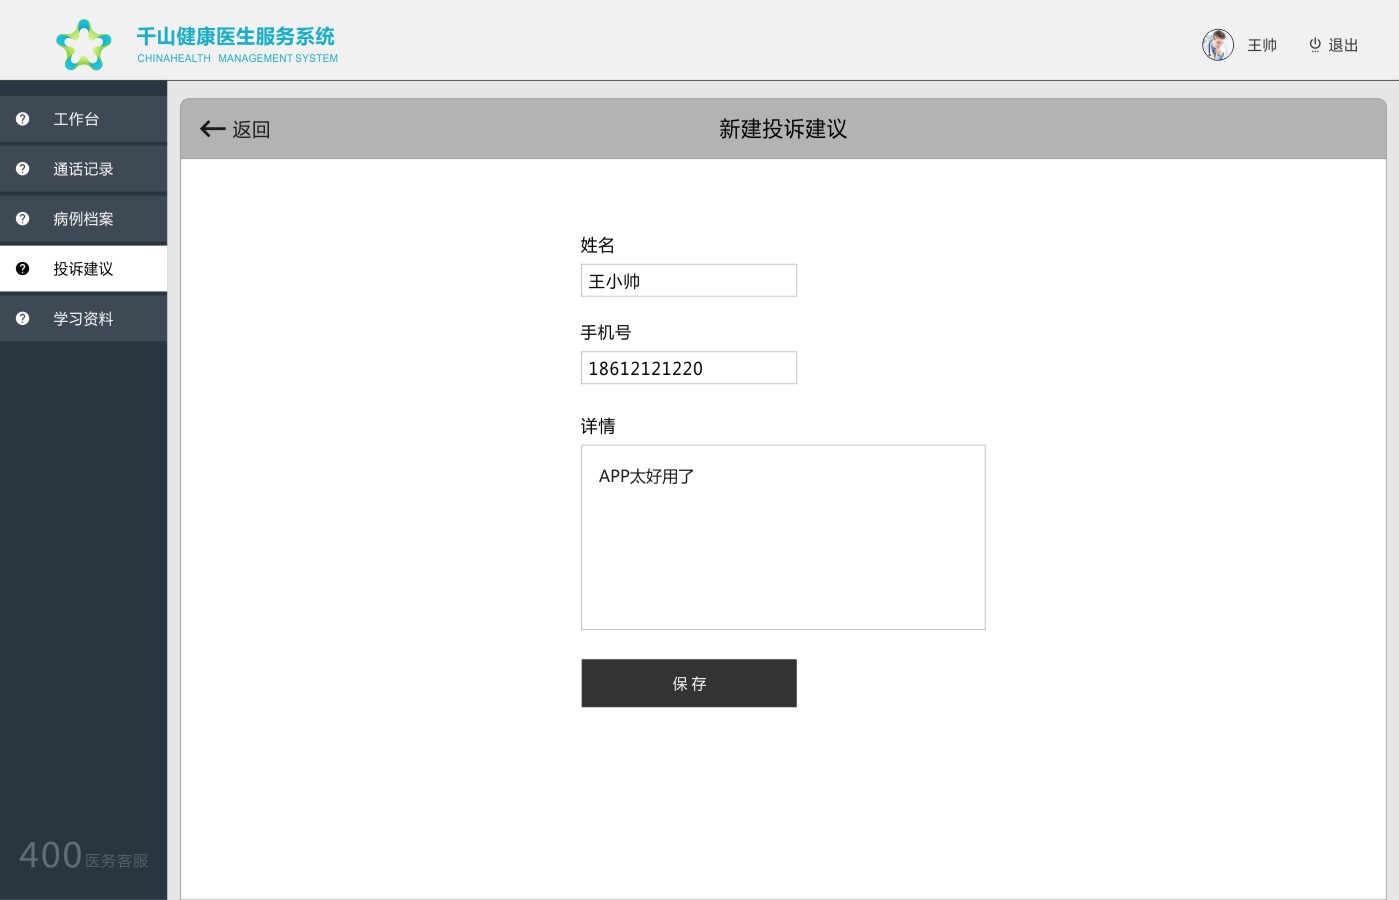 千山健康医生服务系统
CHINAHEALTH MANAGEMENT SYSTEM
王帅 退出
工作台
通话记录
病例档案
投诉建议
学习资料
400医务客服
返回
新建投诉建议
姓名
王小帅
手机号
18612121220
详情
APP太好用了
保存